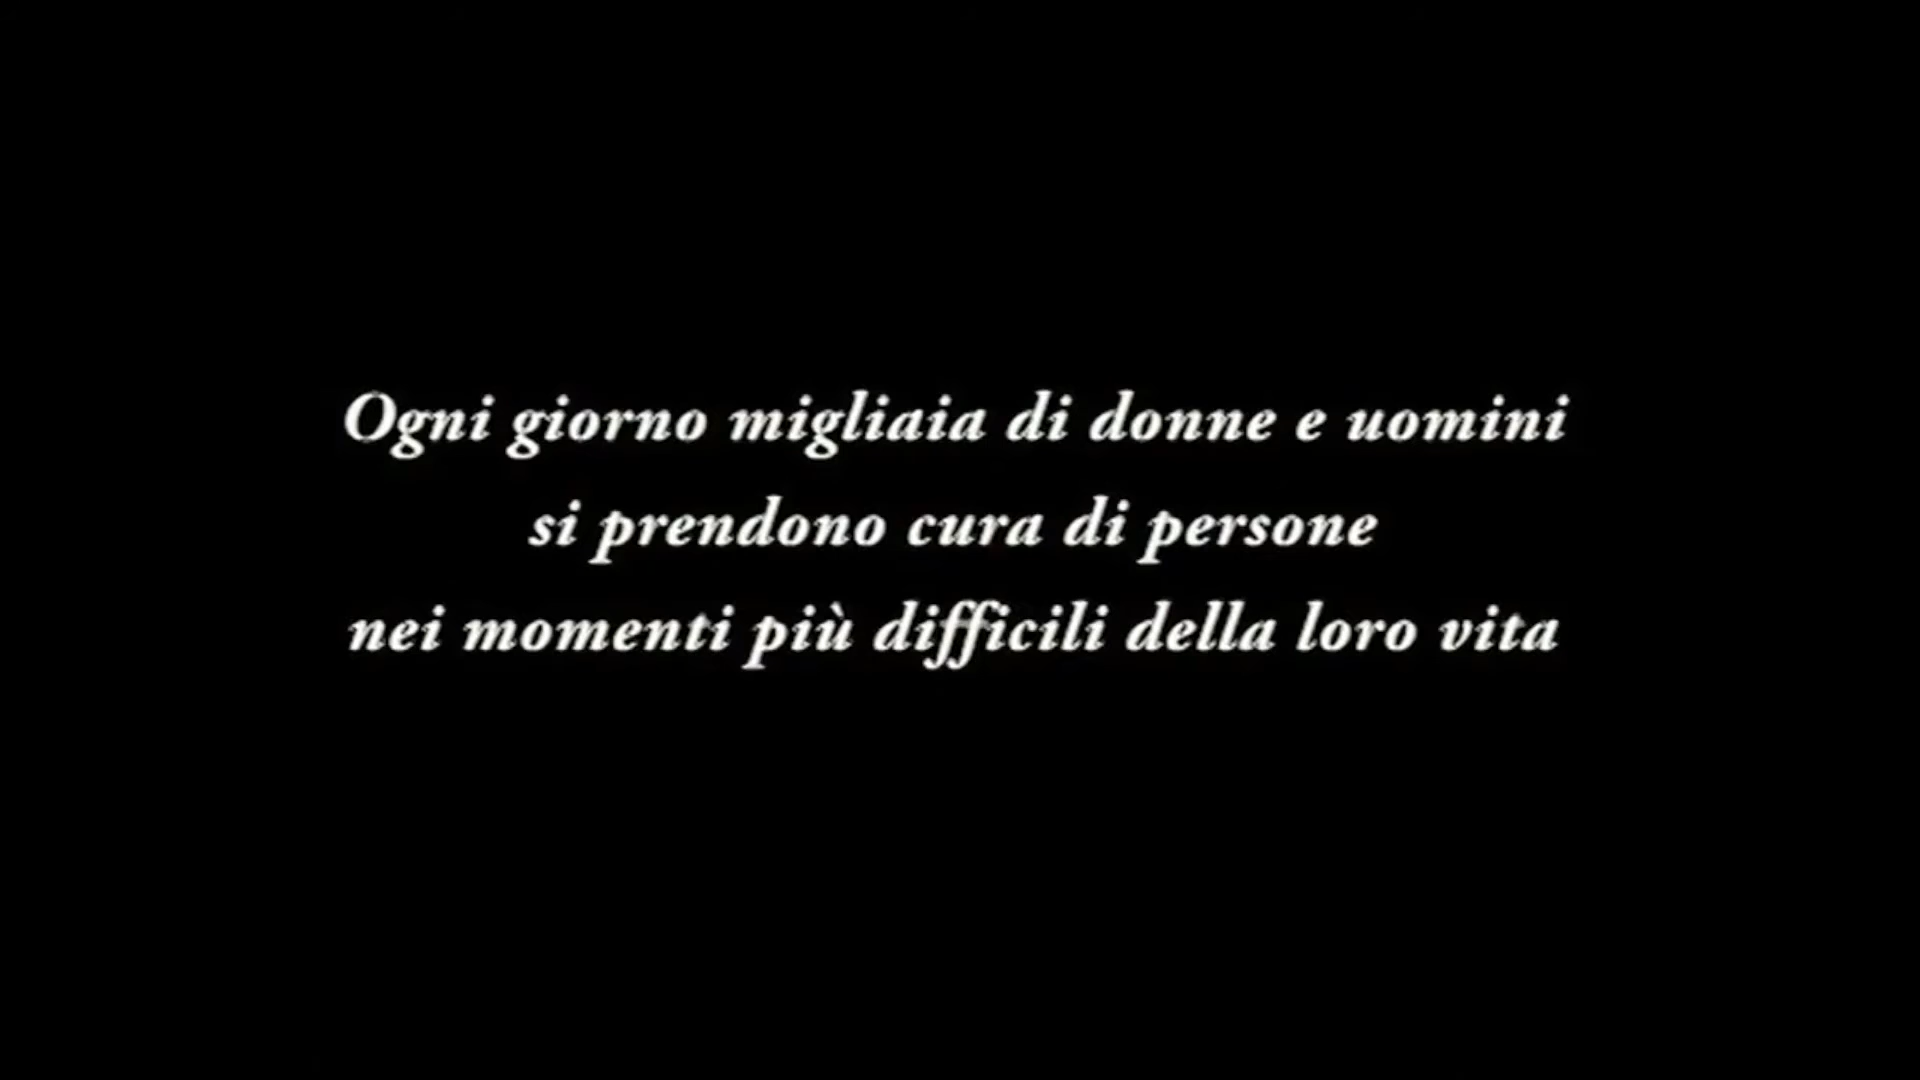 Ogni giorno migliaia di donne e uomini
si prendono cura di persone
nei momenti più difficili della loro vita